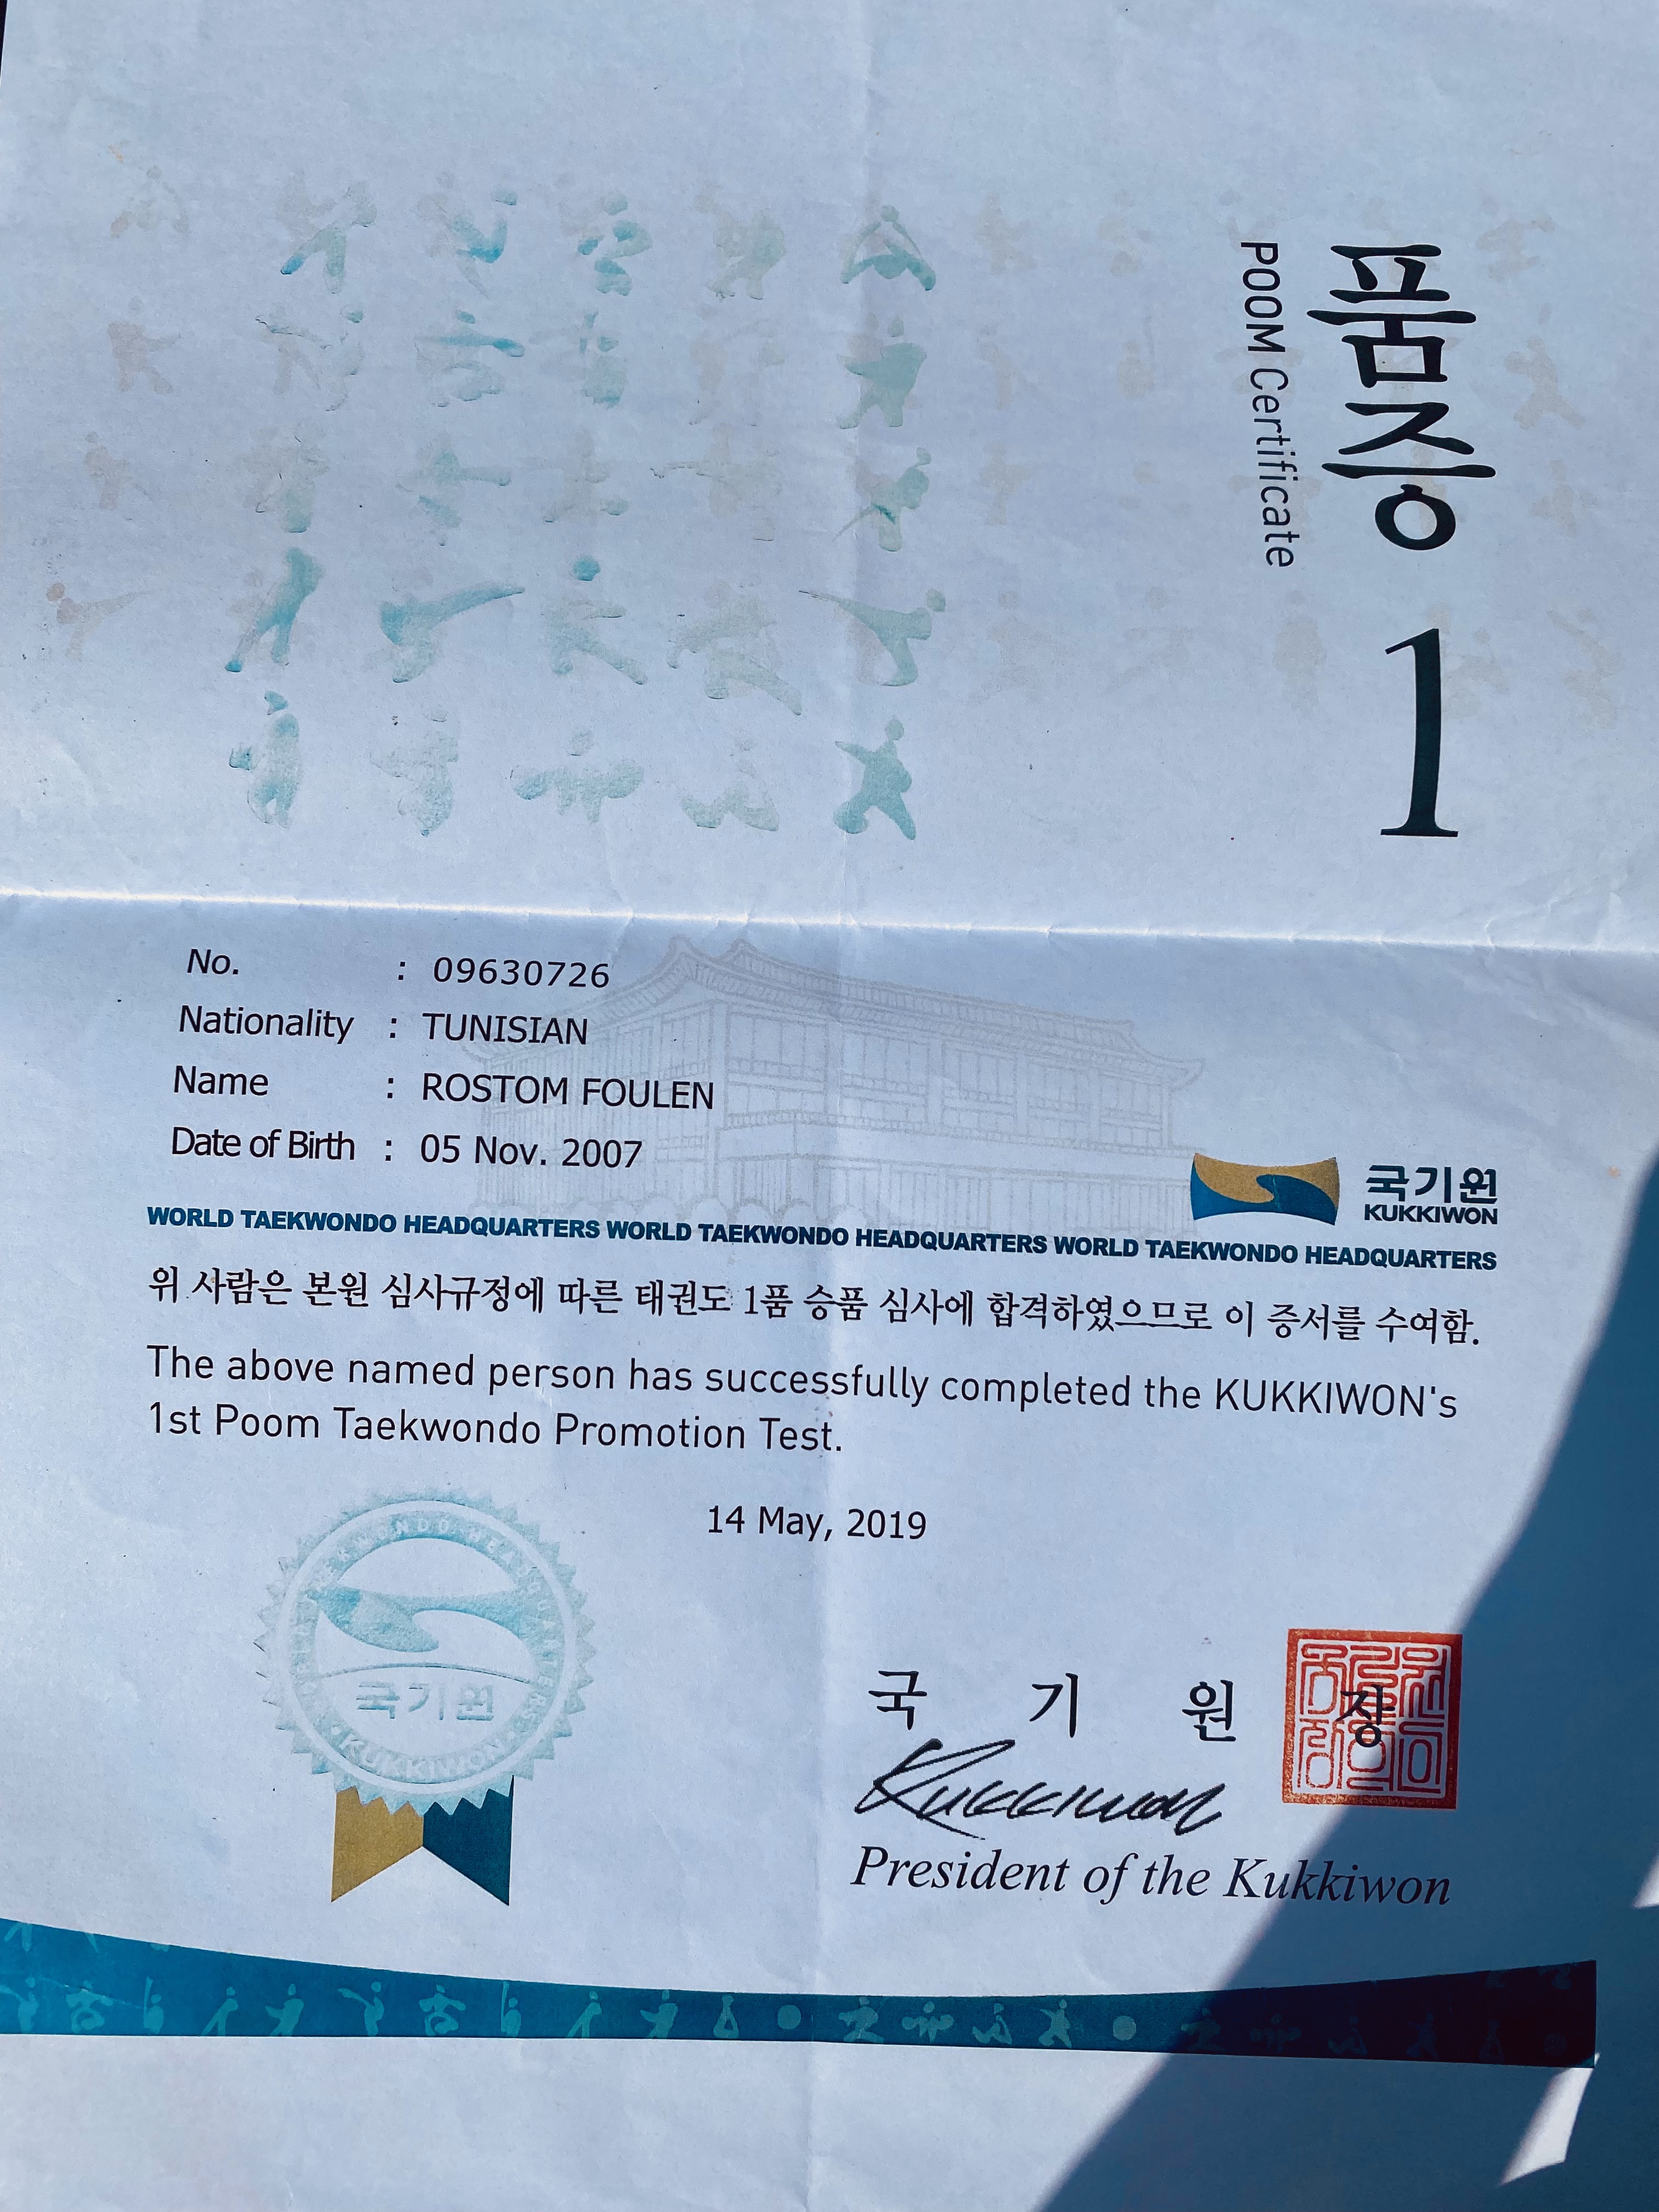 품증 1
POOM Certificate
No. : 09630726
Nationality : TUNISIAN
Name : ROSTOM FOULEN
Date of Birth : 05 Nov. 2007
국기원
KUKKIWON
WORLD TAEKWONDO HEADQUARTERS WORLD TAEKWONDO HEADQUARTERS WORLD TAEKWONDO HEADQUARTERS
위 사람은 본원 심사규정에 따른 태권도 1품 승품 심사에 합격하였으므로 이 증서를 수여함.
The above named person has successfully completed the KUKKIWON's
1st Poom Taekwondo Promotion Test.
14 May, 2019
국기원
KUKKIWON
국 기 원 장
Kukkiwon
President of the Kukkiwon